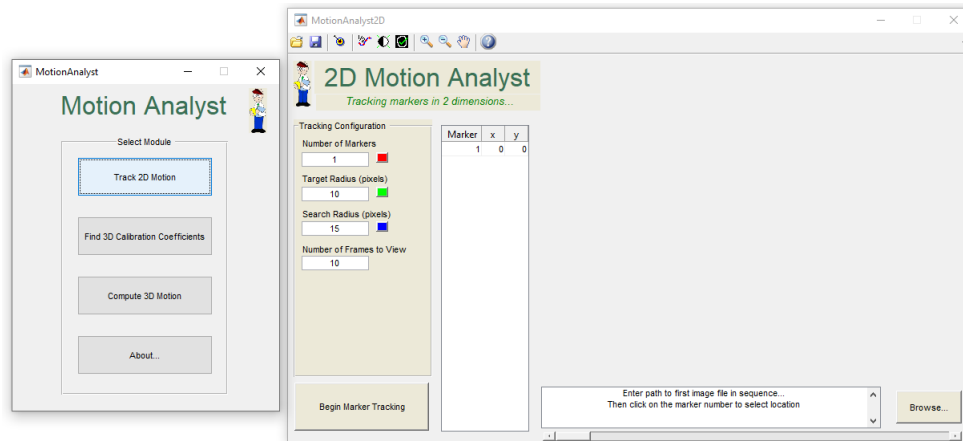 MotionAnalyst
Motion Analyst
Select Module
Track 2D Motion
Find 3D Calibration Coefficients
Compute 3D Motion
About...
MotionAnalyst2D
2D Motion Analyst
Tracking markers in 2 dimensions...
Tracking Configuration
Number of Markers
1
Target Radius (pixels)
10
Search Radius (pixels)
15
Number of Frames to View
10
Begin Marker Tracking
Marker x y
1 0 0
Enter path to first image file in sequence...
Then click on the marker number to select location
Browse...